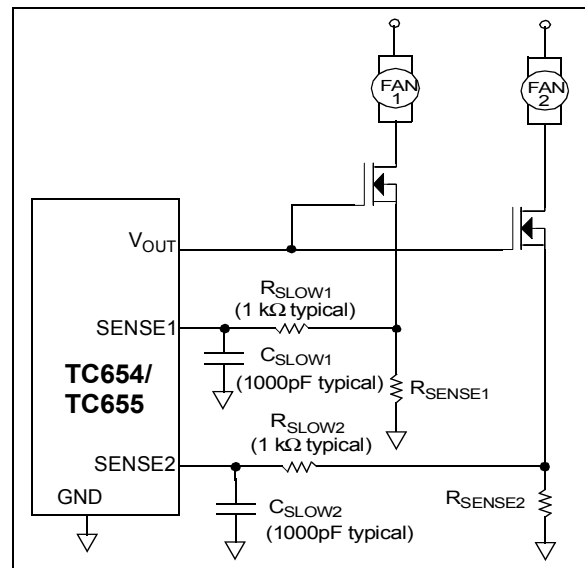 FAN
1
FAN
2
VOUT
RSLOW1
(1 kΩ typical)
SENSE1
CSLOW1
(1000pF typical)
TC654/
TC655
RSENSE1
RSLOW2
(1 kΩ typical)
SENSE2
GND
CSLOW2
(1000pF typical)
RSENSE2